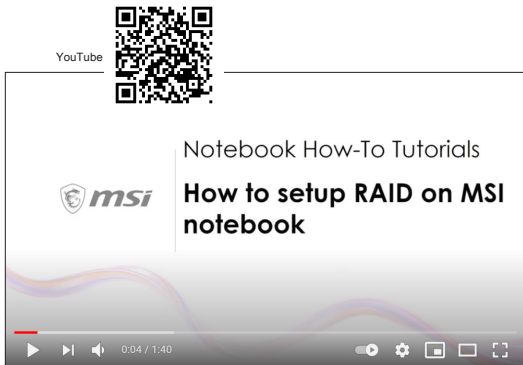 YouTube
Notebook How-To Tutorials
msi
How to setup RAID on MSI
notebook
0:04 / 1:40